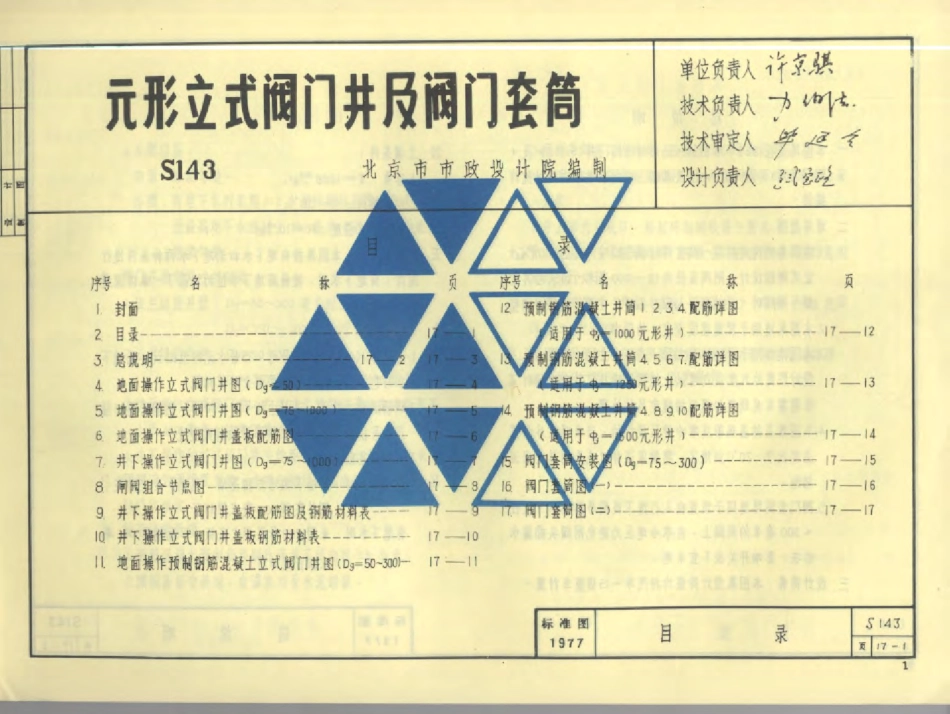 元形立式阀门井及阀门套筒
S143 北京市市政设计院编制
单位负责人 许京骐
技术负责人
技术审定人
设计负责人
目 录
序号 名 称 页
1. 封面
2. 目录 17—1
3. 总说明 17—2 17—3
4. 地面操作立式阀门井图(Dg=50) 17—4
5. 地面操作立式阀门井图(Dg=75~1000) 17—5
6. 地面操作立式阀门井盖板配筋图 17—6
7. 井下操作立式阀门井图(Dg=75~1000) 17—7
8. 闸阀组合节点图 17—8
9. 井下操作立式阀门井盖板配筋图及钢筋材料表 17—9
10. 井下操作立式阀门井盖板钢筋材料表 17—10
11. 地面操作预制钢筋混凝土立式阀门井图(Dg=50~300) 17—11
序号 名 称 页
12. 预制钢筋混凝土井筒1.2.3.4.配筋详图
(适用于φ=1000元形井) 17—12
13. 预制钢筋混凝土井筒4.5.6.7.配筋详图
(适用于φ=1250元形井) 17—13
14. 预制钢筋混凝土井筒4.8.9.10配筋详图
(适用于φ=1500元形井) 17—14
15. 阀门套筒安装图(Dg=75~300) 17—15
16. 阀门套筒图(一) 17—16
17. 阀门套筒图(二) 17—17
标准图
1977
目 录
S143
页 17-1
1